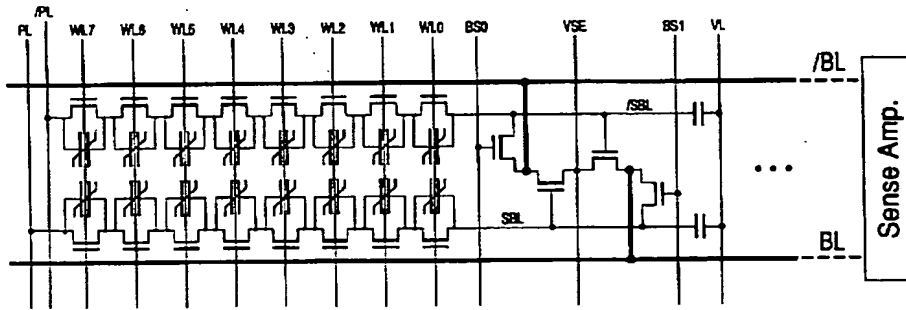 /PL
PL WL7 WL6 WL5 WL4 WL3 WL2 WL1 WL0 BS0 VSE BS1 VL
/BL
/SBL
SBL
BL
Sense Amp.